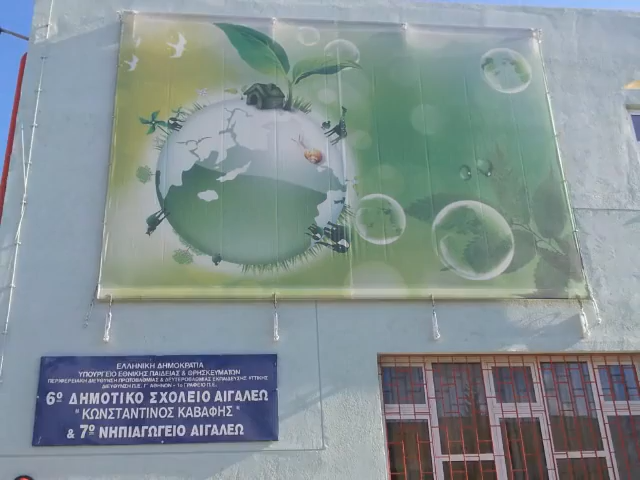 ΕΛΛΗΝΙΚΗ ΔΗΜΟΚΡΑΤΙΑ
ΥΠΟΥΡΓΕΙΟ ΕΘΝΙΚΗΣ ΠΑΙΔΕΙΑΣ & ΘΡΗΣΚΕΥΜΑΤΩΝ
ΠΕΡΙΦΕΡΕΙΑΚΗ ΔΙΕΥΘΥΝΣΗ ΠΡΩΤΟΒΑΘΜΙΑΣ & ΔΕΥΤΕΡΟΒΑΘΜΙΑΣ ΕΚΠΑΙΔΕΥΣΗΣ ΑΤΤΙΚΗΣ
ΔΙΕΥΘΥΝΣΗ Π.Ε. Γ΄ ΑΘΗΝΩΝ - 1ο ΓΡΑΦΕΙΟ Π.Ε.
6ο ΔΗΜΟΤΙΚΟ ΣΧΟΛΕΙΟ ΑΙΓΑΛΕΩ
" ΚΩΝΣΤΑΝΤΙΝΟΣ ΚΑΒΑΦΗΣ "
& 7ο ΝΗΠΙΑΓΩΓΕΙΟ ΑΙΓΑΛΕΩ